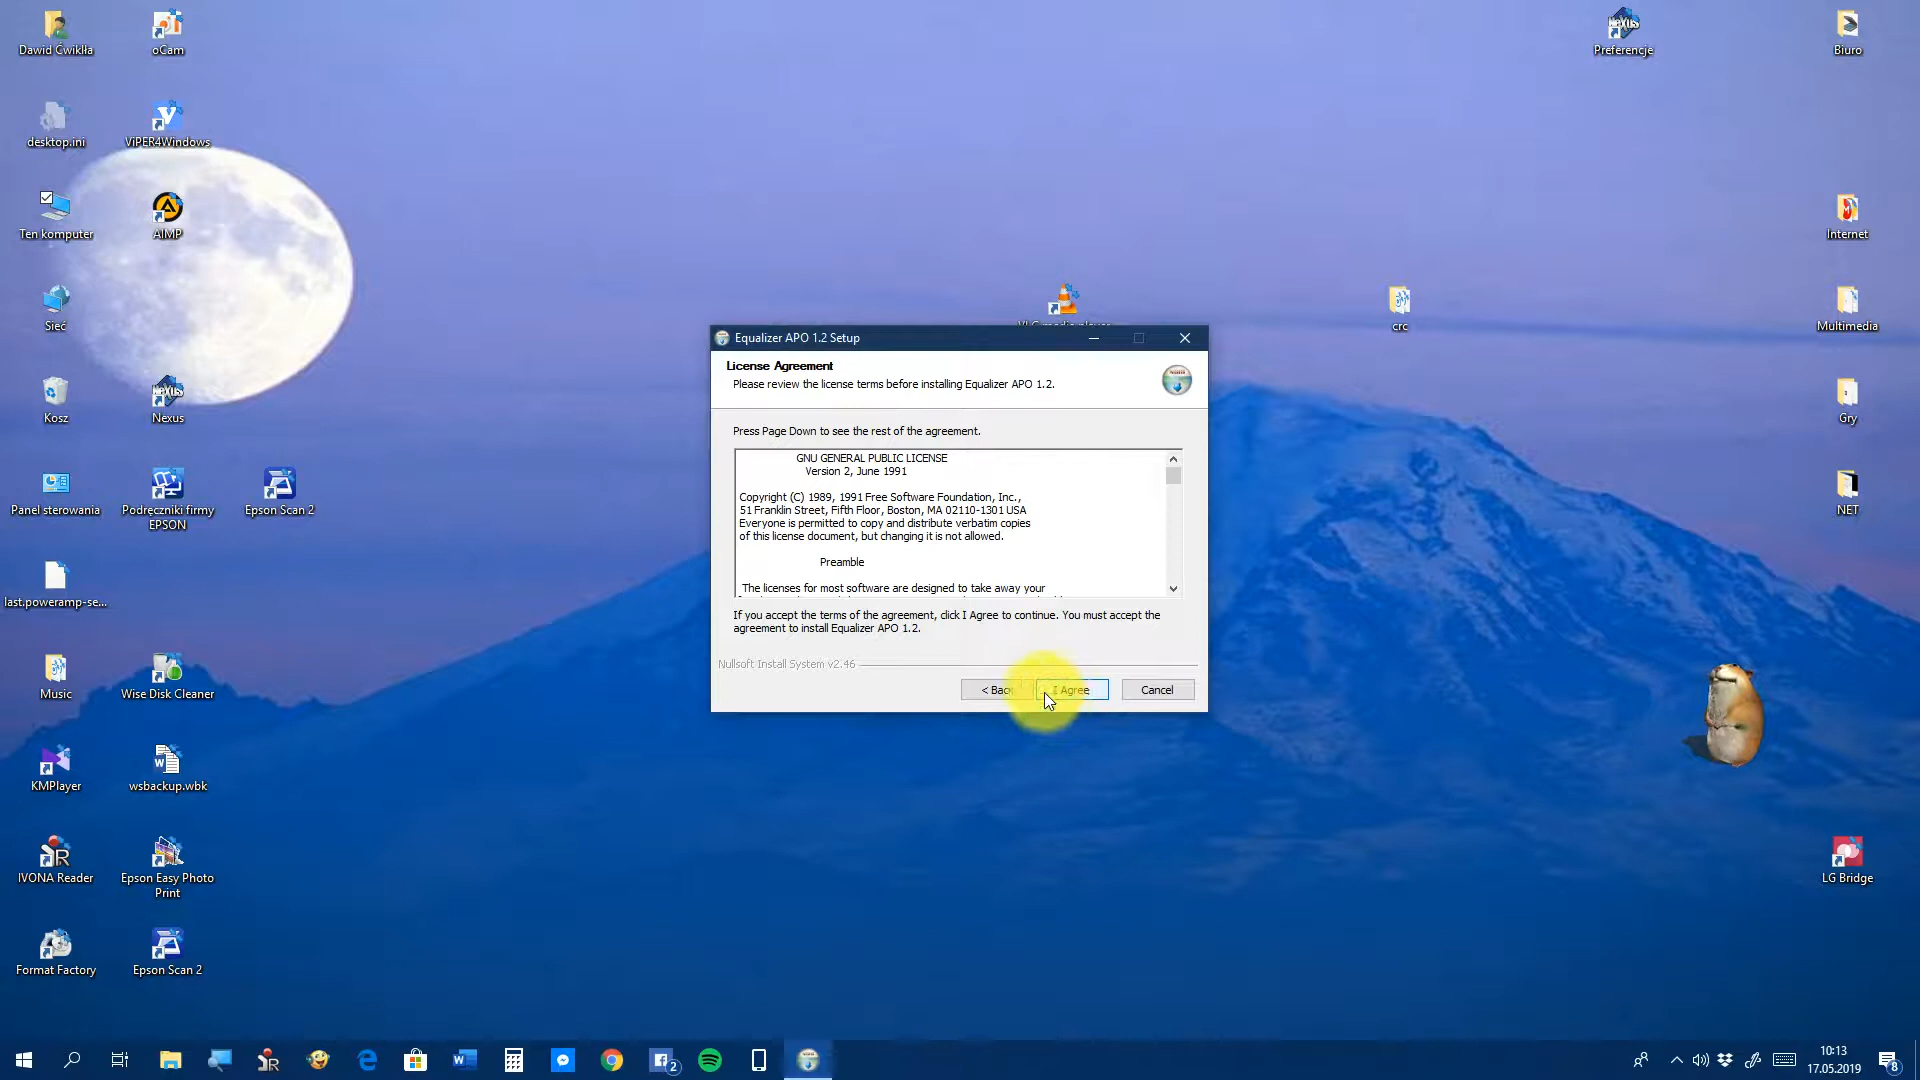 Dawid Ćwikłła
oCam
Preferencje
Biuro
desktop.ini
ViPER4Windows
Ten komputer
AIMP
Internet
Sieć
crc
Multimedia
Equalizer APO 1.2 Setup
License Agreement
Please review the license terms before installing Equalizer APO 1.2.
Press Page Down to see the rest of the agreement.
GNU GENERAL PUBLIC LICENSE
Version 2, June 1991
Copyright (C) 1989, 1991 Free Software Foundation, Inc.,
51 Franklin Street, Fifth Floor, Boston, MA 02110-1301 USA
Everyone is permitted to copy and distribute verbatim copies
of this license document, but changing it is not allowed.
Preamble
The licenses for most software are designed to take away your
If you accept the terms of the agreement, click I Agree to continue. You must accept the
agreement to install Equalizer APO 1.2.
Nullsoft Install System v2.46
< Back
I Agree
Cancel
Kosz
Nexus
Gry
Panel sterowania
Podręczniki firmy
EPSON
Epson Scan 2
NET
last.poweramp-se...
Music
Wise Disk Cleaner
KMPlayer
wsbackup.wbk
IVONA Reader
Epson Easy Photo
Print
LG Bridge
Format Factory
Epson Scan 2
2
10:13
17.05.2019
8